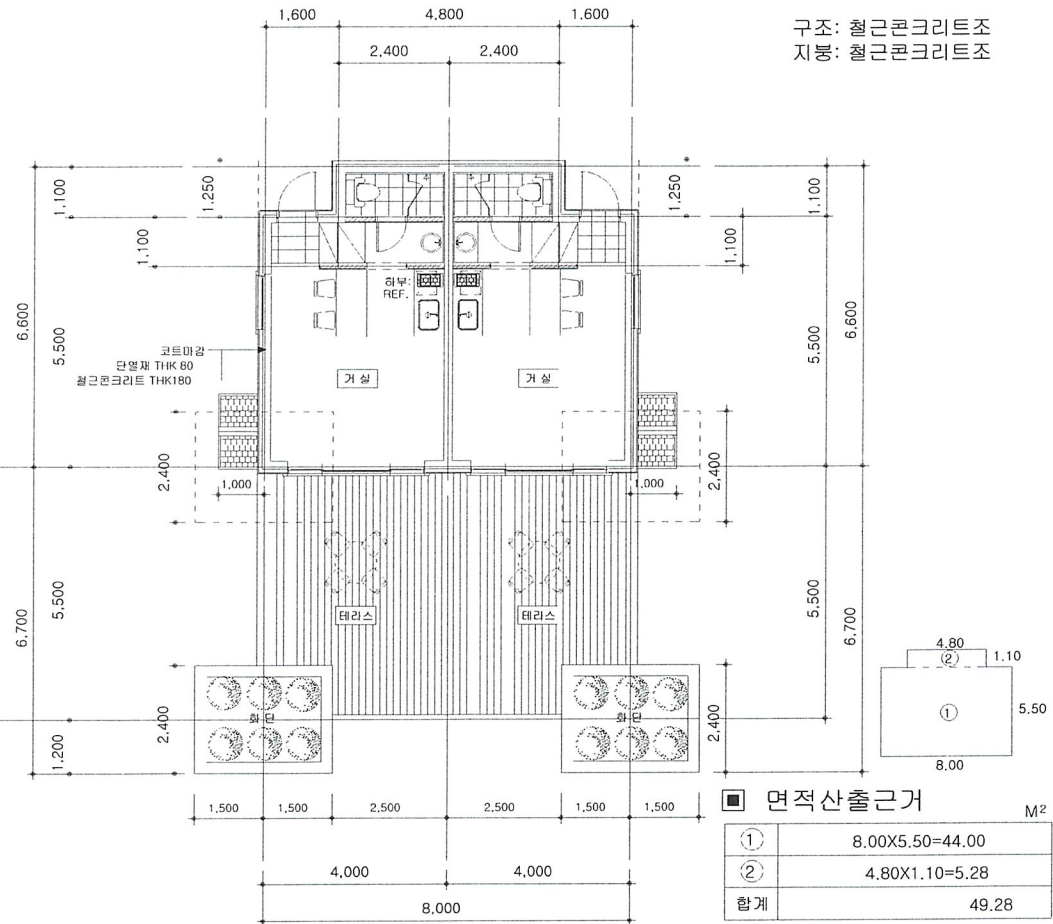 구조: 철근콘크리트조
지붕: 철근콘크리트조
1,600 4,800 1,600
2,400 2,400
1,100 1,250 1,250 1,100
1,100 1,100
6,600 5,500 5,500 6,600
하부:
REF.
코트마감
단열재 THK 80
철근콘크리트 THK180
거 실 거 실
2,400 2,400
1,000 1,000
6,700 5,500 5,500 6,700
테라스 테라스
화 단 화 단
1,200 2,400 2,400
1,500 1,500 2,500 2,500 1,500 1,500
4,000 4,000
8,000
4.80
② 1.10
① 5.50
8.00
면적산출근거 M²
① 8.00X5.50=44.00
② 4.80X1.10=5.28
합계 49.28